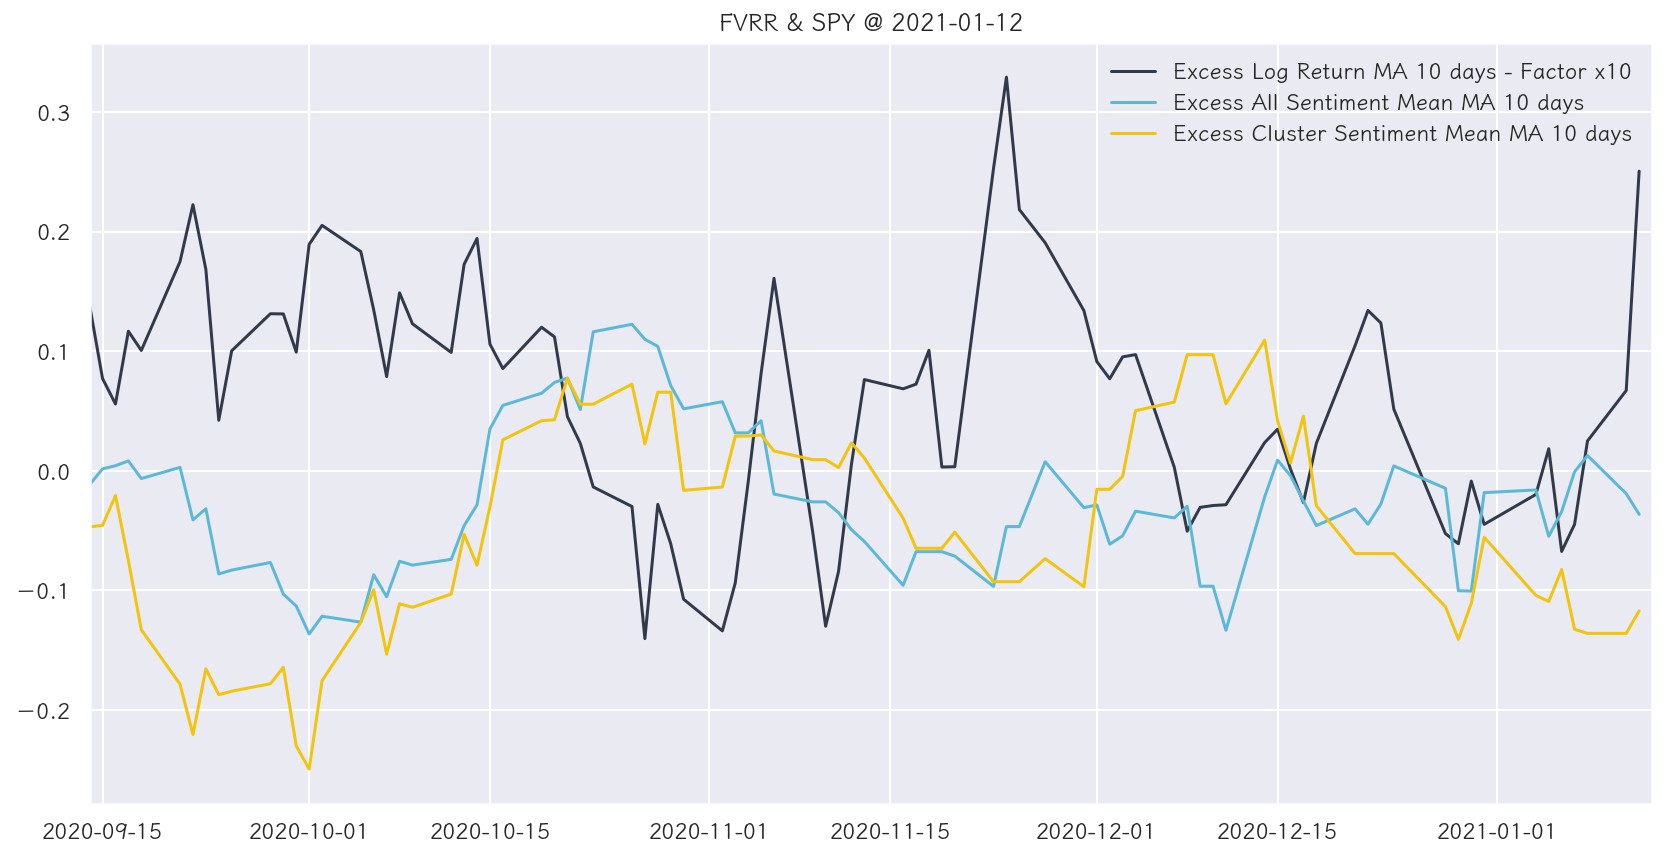 FVRR & SPY @ 2021-01-12
Excess Log Return MA 10 days - Factor x10
Excess All Sentiment Mean MA 10 days
Excess Cluster Sentiment Mean MA 10 days
0.3
0.2
0.1
0.0
−0.1
−0.2
2020-09-15 2020-10-01 2020-10-15 2020-11-01 2020-11-15 2020-12-01 2020-12-15 2021-01-01